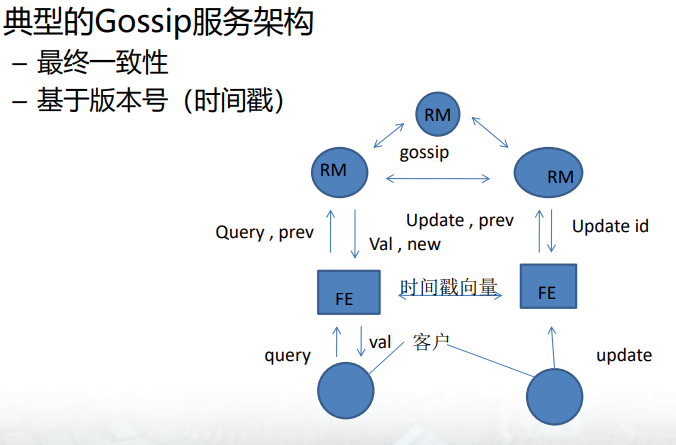 典型的Gossip服务架构
– 最终一致性
– 基于版本号（时间戳）
RM
gossip
RM
RM
Query , prev
Val , new
Update , prev
Update id
FE
时间戳向量
FE
query
val
客户
update